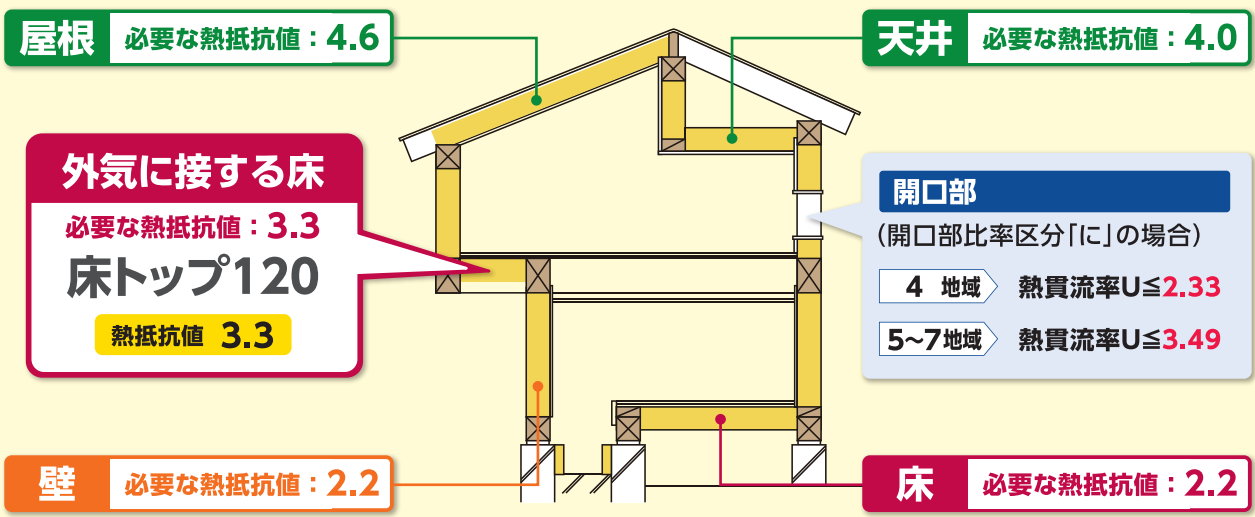 屋根 必要な熱抵抗値：4.6
天井 必要な熱抵抗値：4.0
外気に接する床
必要な熱抵抗値：3.3
床トップ120
熱抵抗値 3.3
開口部
(開口部比率区分「に」の場合)
4 地域 熱貫流率U≦2.33
5～7地域 熱貫流率U≦3.49
壁 必要な熱抵抗値：2.2
床 必要な熱抵抗値：2.2